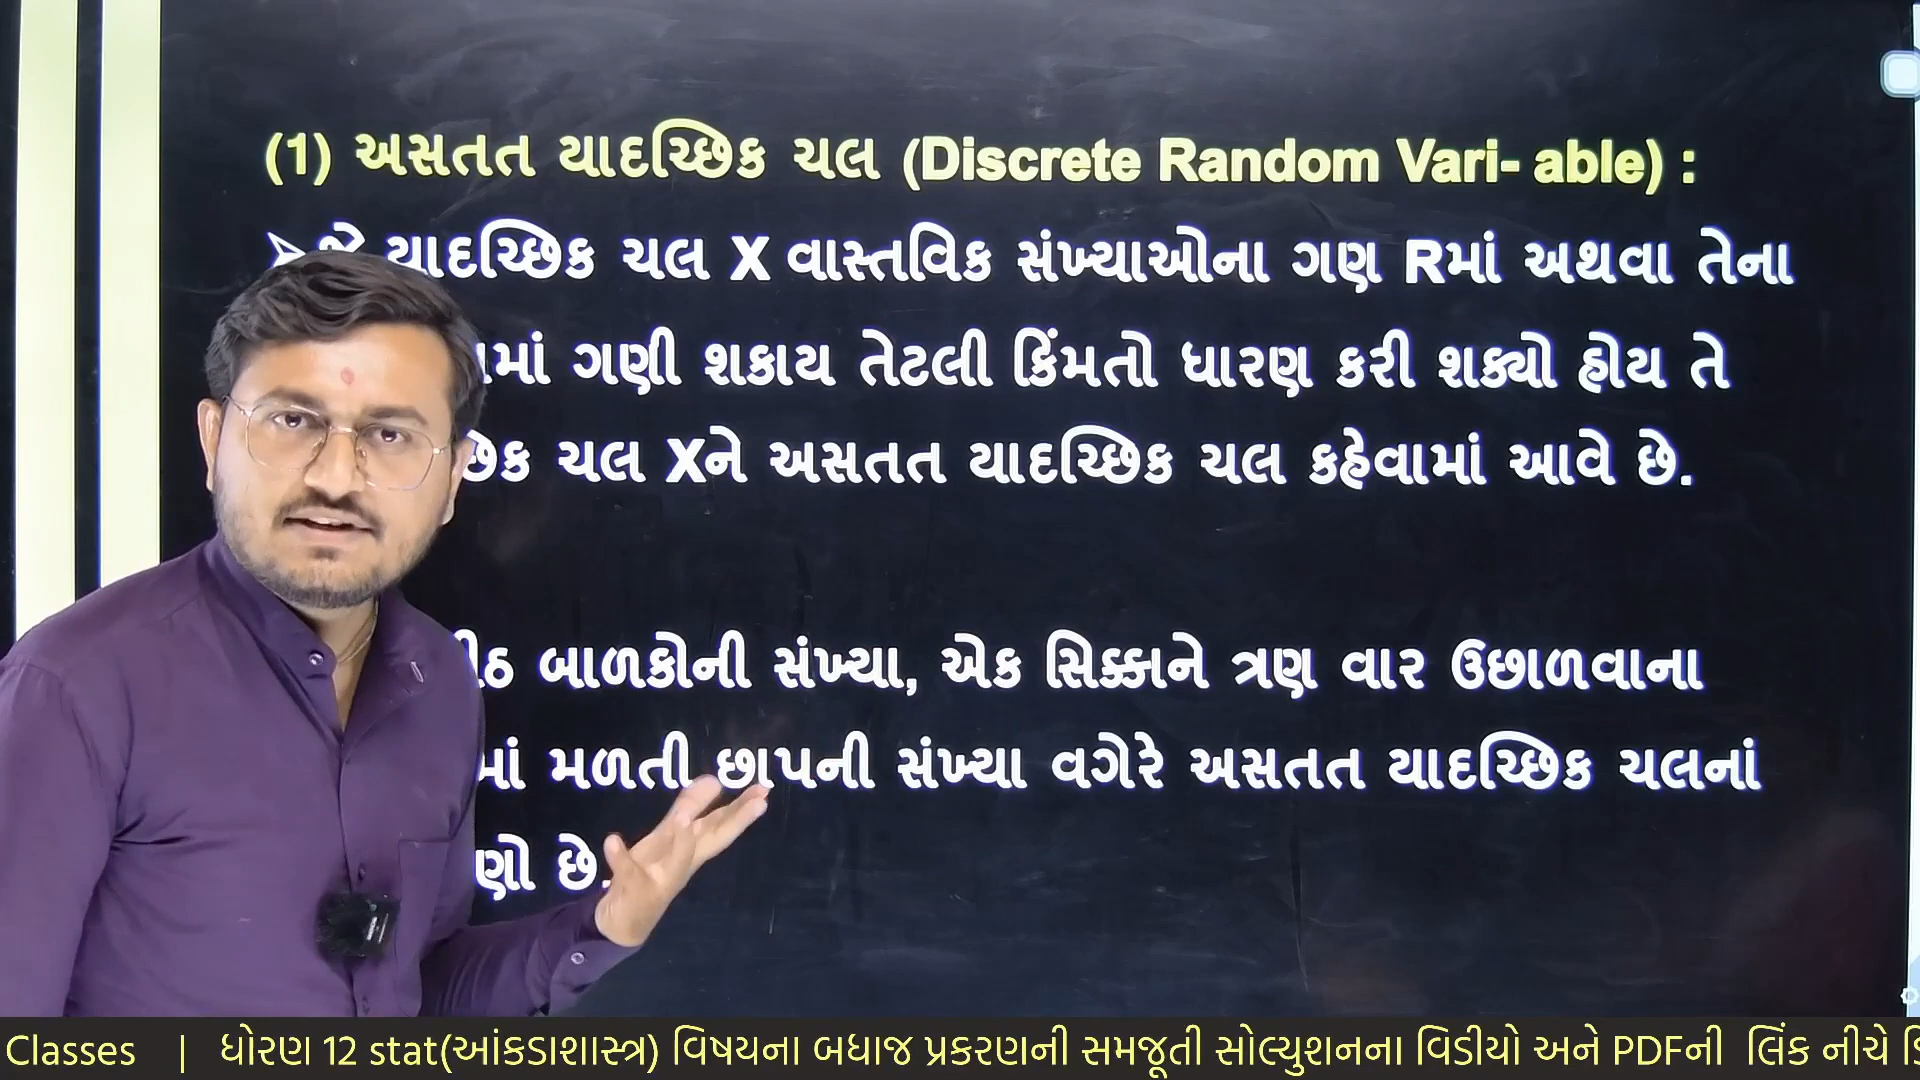 (1) અસતત યાદચ્છિક ચલ (Discrete Random Vari- able) :
➢ જે યાદચ્છિક ચલ X વાસ્તવિક સંખ્યાઓના ગણ Rમાં અથવા તેના
ગણી શકાય તેટલી કિંમતો ધારણ કરી શક્યો હોય તે
ચલ Xને અસતત યાદચ્છિક ચલ કહેવામાં આવે છે.
બાળકોની સંખ્યા, એક સિક્કાને ત્રણ વાર ઉછાળવાના
મળતી છાપની સંખ્યા વગેરે અસતત યાદચ્છિક ચલનાં
છે.
Classes | ધોરણ 12 stat(આંકડાશાસ્ત્ર) વિષયના બધાજ પ્રકરણની સમજૂતી સોલ્યુશનના વિડીયો અને PDFની લિંક નીચે